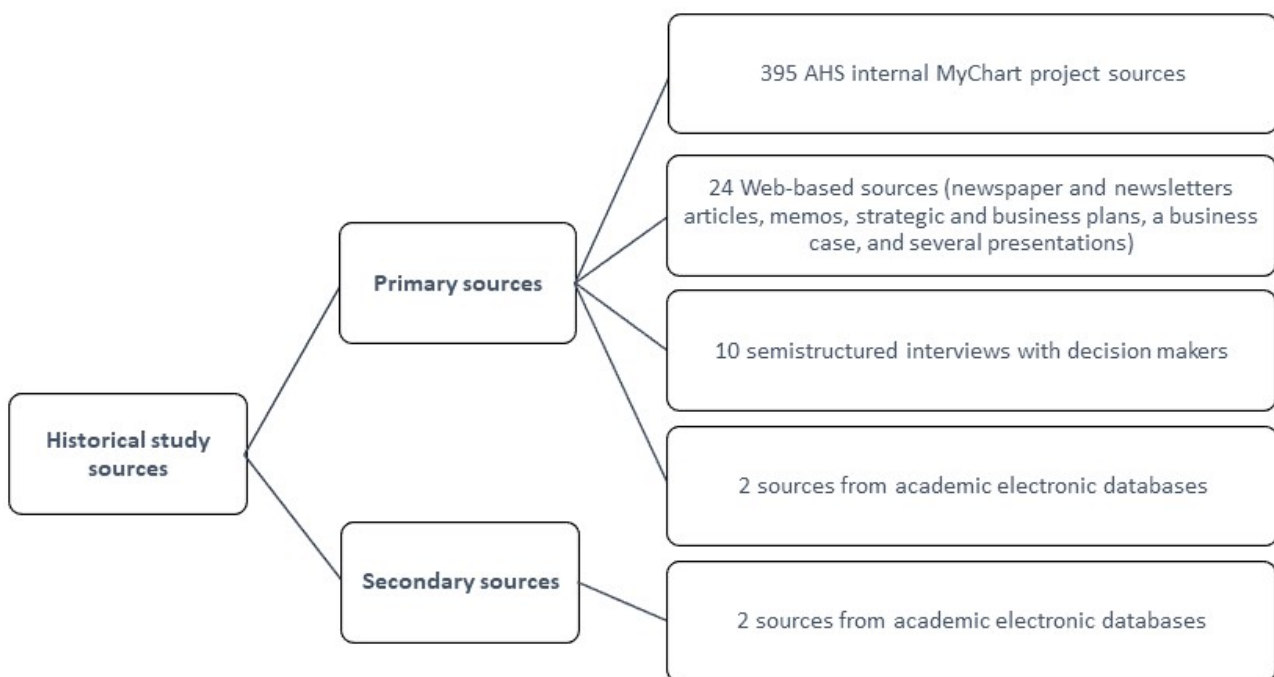 395 AHS internal MyChart project sources
24 Web-based sources (newspaper and newsletters
articles, memos, strategic and business plans, a business
case, and several presentations)
Primary sources
10 semistructured interviews with decision makers
Historical study
sources
2 sources from academic electronic databases
Secondary sources
2 sources from academic electronic databases